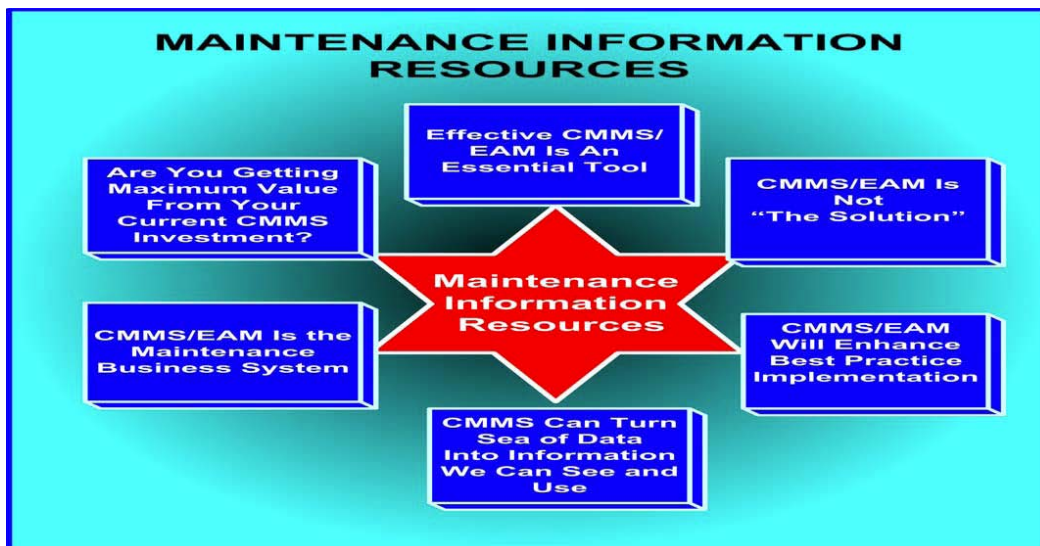 MAINTENANCE INFORMATION
RESOURCES
Effective CMMS/
EAM Is An
Essential Tool
Are You Getting
Maximum Value
From Your
Current CMMS
Investment?
CMMS/EAM Is
Not
“The Solution”
Maintenance
Information
Resources
CMMS/EAM Is the
Maintenance
Business System
CMMS/EAM
Will Enhance
Best Practice
Implementation
CMMS Can Turn
Sea of Data
Into Information
We Can See and
Use